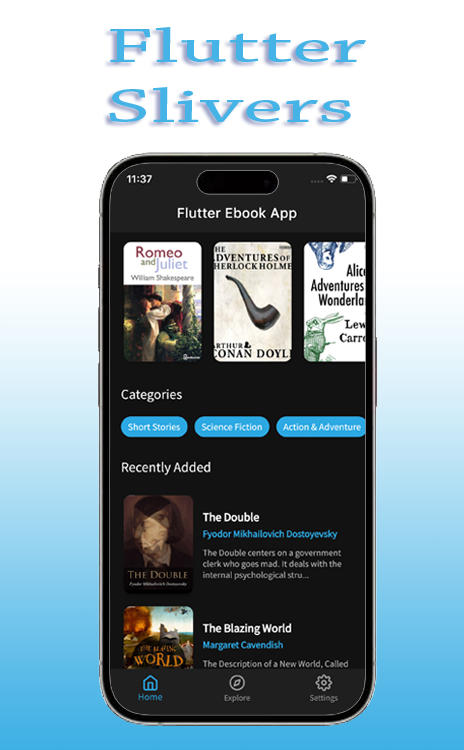 Flutter
Slivers
11:37
Flutter Ebook App
Romeo
and
Juliet
William Shakespeare
THE
ADVENTURES OF
SHERLOCK HOLMES
ARTHUR &
CONAN DOYL
Alice
Adventures
Wonderla
Lew
Carro
Categories
Short Stories
Science Fiction
Action & Adventure
Recently Added
THE DOUBLE
Fyodor Mikhailovich Dostoyevsky
The Double
Fyodor Mikhailovich Dostoyevsky
The Double centers on a government
clerk who goes mad. It deals with the
internal psychological stru...
THE BLAZING
WORLD
The Blazing World
Margaret Cavendish
The Description of a New World, Called
Home
Explore
Settings